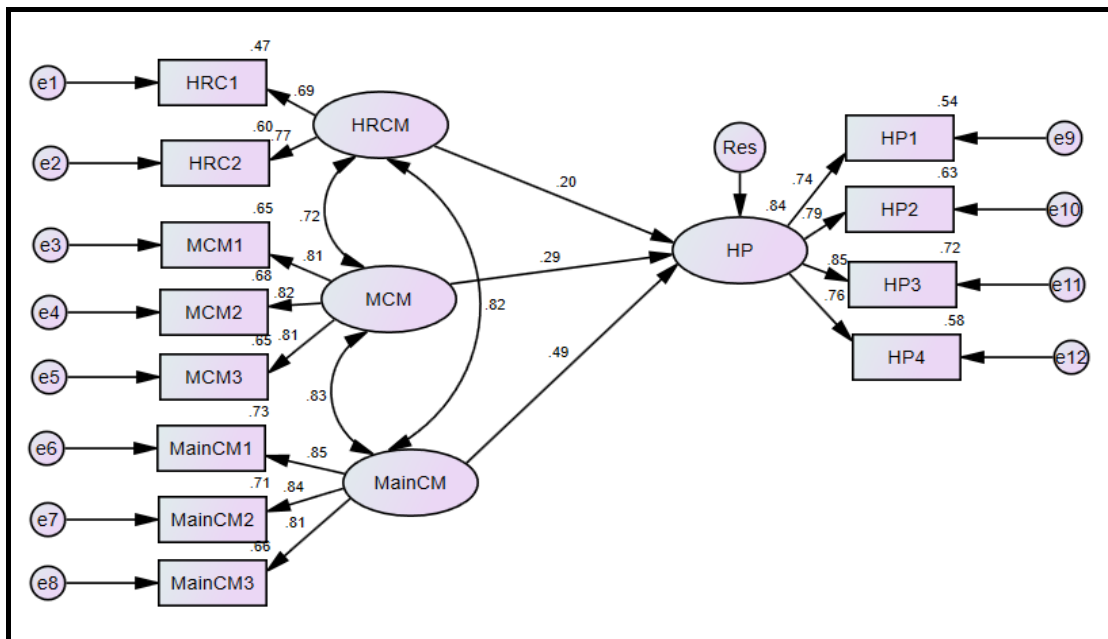 .47
e1 HRC1 .69
HRCM
.60
.77
e2 HRC2
.72
.65
e3 MCM1 .81
.68
MCM
e4 MCM2 .82
.65 .81
e5 MCM3
.83
.73
e6 MainCM1 .85
.71
MainCM
e7 MainCM2 .84
.81
.66
e8 MainCM3
.82
.20
.29
.49
Res
.84
HP
.54
.74 HP1 e9
.63
.79 HP2 e10
.72
.85 HP3 e11
.58
.76 HP4 e12